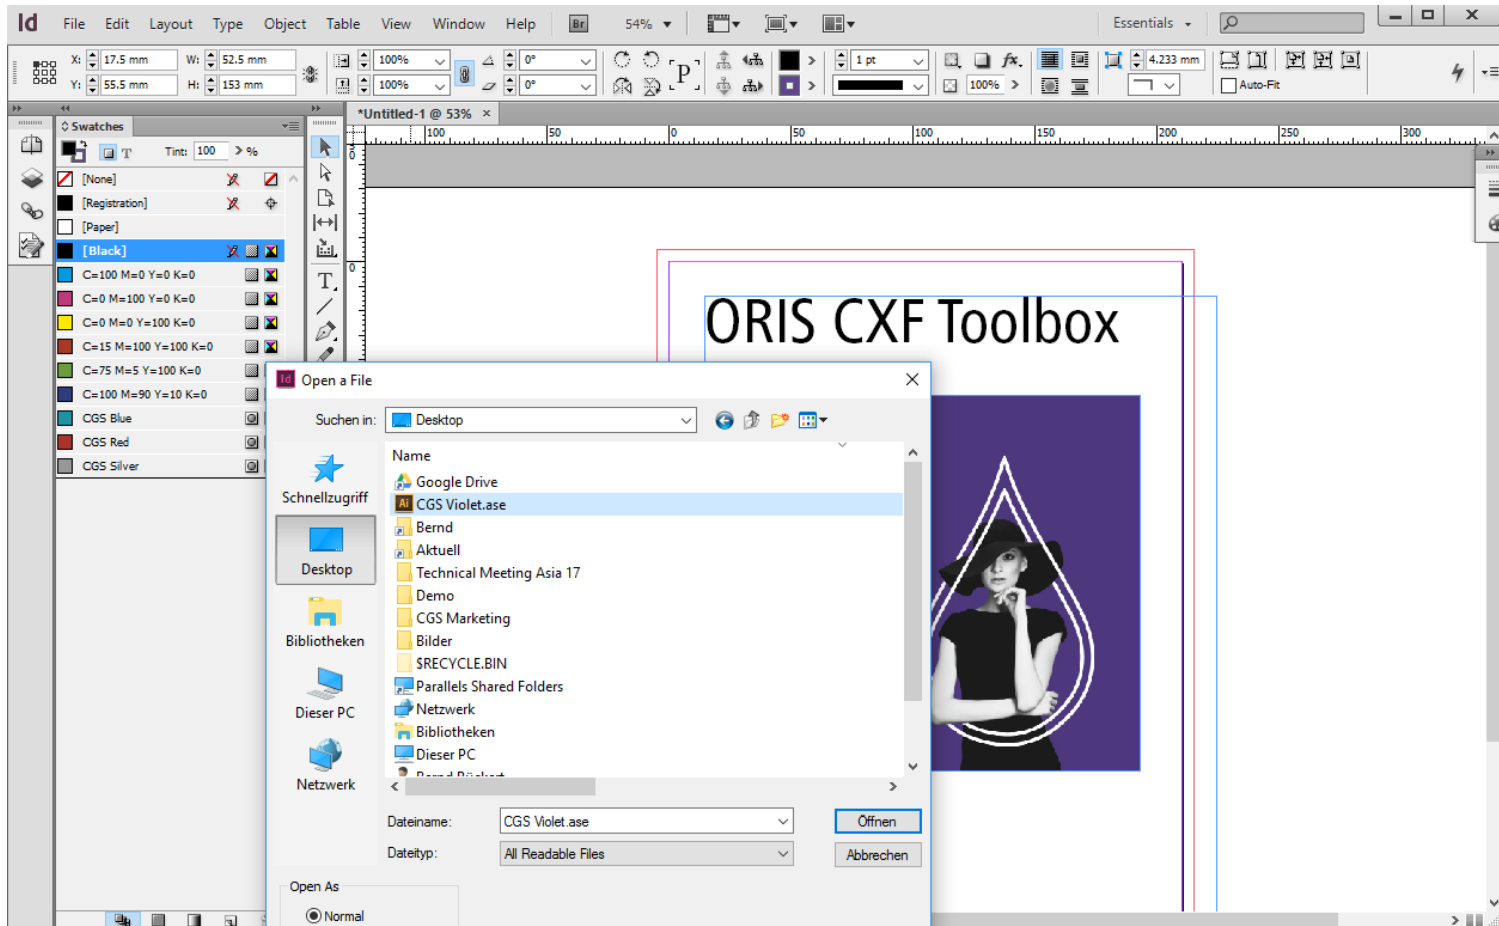 Id File Edit Layout Type Object Table View Window Help Br 54% Essentials
X: 17.5 mm W: 52.5 mm 100% 0° P 1 pt fx. 4.233 mm
Y: 55.5 mm H: 153 mm 100% 0° 100% Auto-Fit
*Untitled-1 @ 53% ×
Swatches
100 50 0 50 100 150 200 250 300
T Tint: 100 %
[None]
[Registration]
[Paper]
[Black]
C=100 M=0 Y=0 K=0
C=0 M=100 Y=0 K=0
C=0 M=0 Y=100 K=0
C=15 M=100 Y=100 K=0
C=75 M=5 Y=100 K=0
C=100 M=90 Y=10 K=0
CGS Blue
CGS Red
CGS Silver
0
T
ORIS CXF Toolbox
Id Open a File
Suchen in: Desktop
Name
Schnellzugriff
Desktop
Bibliotheken
Dieser PC
Netzwerk
Google Drive
Ai CGS Violet.ase
Bernd
Aktuell
Technical Meeting Asia 17
Demo
CGS Marketing
Bilder
$RECYCLE.BIN
Parallels Shared Folders
Netzwerk
Bibliotheken
Dieser PC
Dateiname: CGS Violet.ase Öffnen
Dateityp: All Readable Files Abbrechen
Open As
Normal